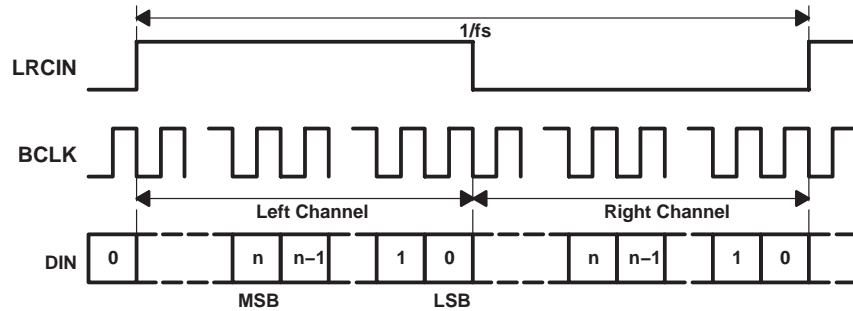 1/fs
LRCIN
BCLK
Left Channel Right Channel
DIN 0 n n−1 1 0 n n−1 1 0
MSB LSB